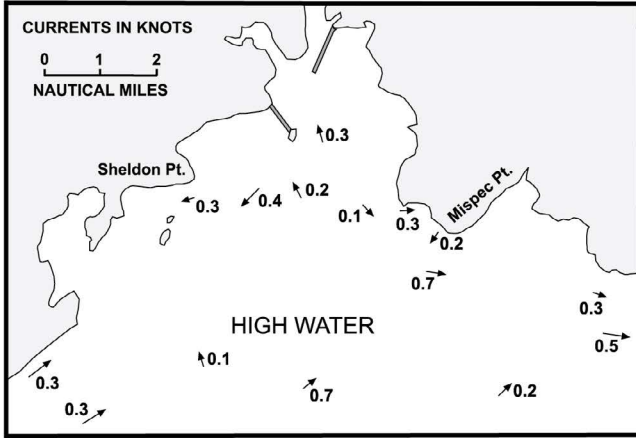 CURRENTS IN KNOTS
0 1 2
NAUTICAL MILES
0.3
Sheldon Pt.
Mispec Pt.
0.3
0.4
0.2
0.1
0.3
0.2
0.7
0.3
HIGH WATER
0.5
0.1
0.3
0.7
0.2
0.3